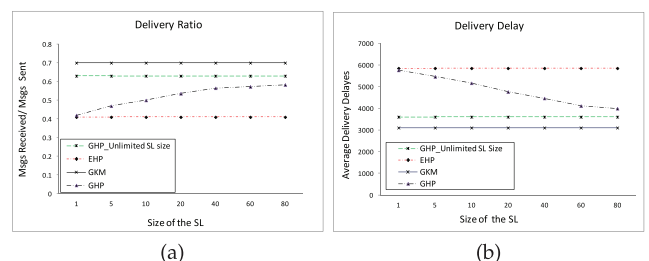 Delivery Ratio
Msgs Received/ Msgs Sent
0.8
0.7
0.6
0.5
0.4
0.3
0.2
0.1
0
GHP_Unlimited SL size
EHP
GKM
GHP
1 5 10 20 40 60 80
Size of the SL
(a)
Delivery Delay
Average Delivery Delayes
7000
6000
5000
4000
3000
2000
1000
0
GHP_Unlimited SL Size
EHP
GKM
GHP
1 5 10 20 40 60 80
Size of the SL
(b)